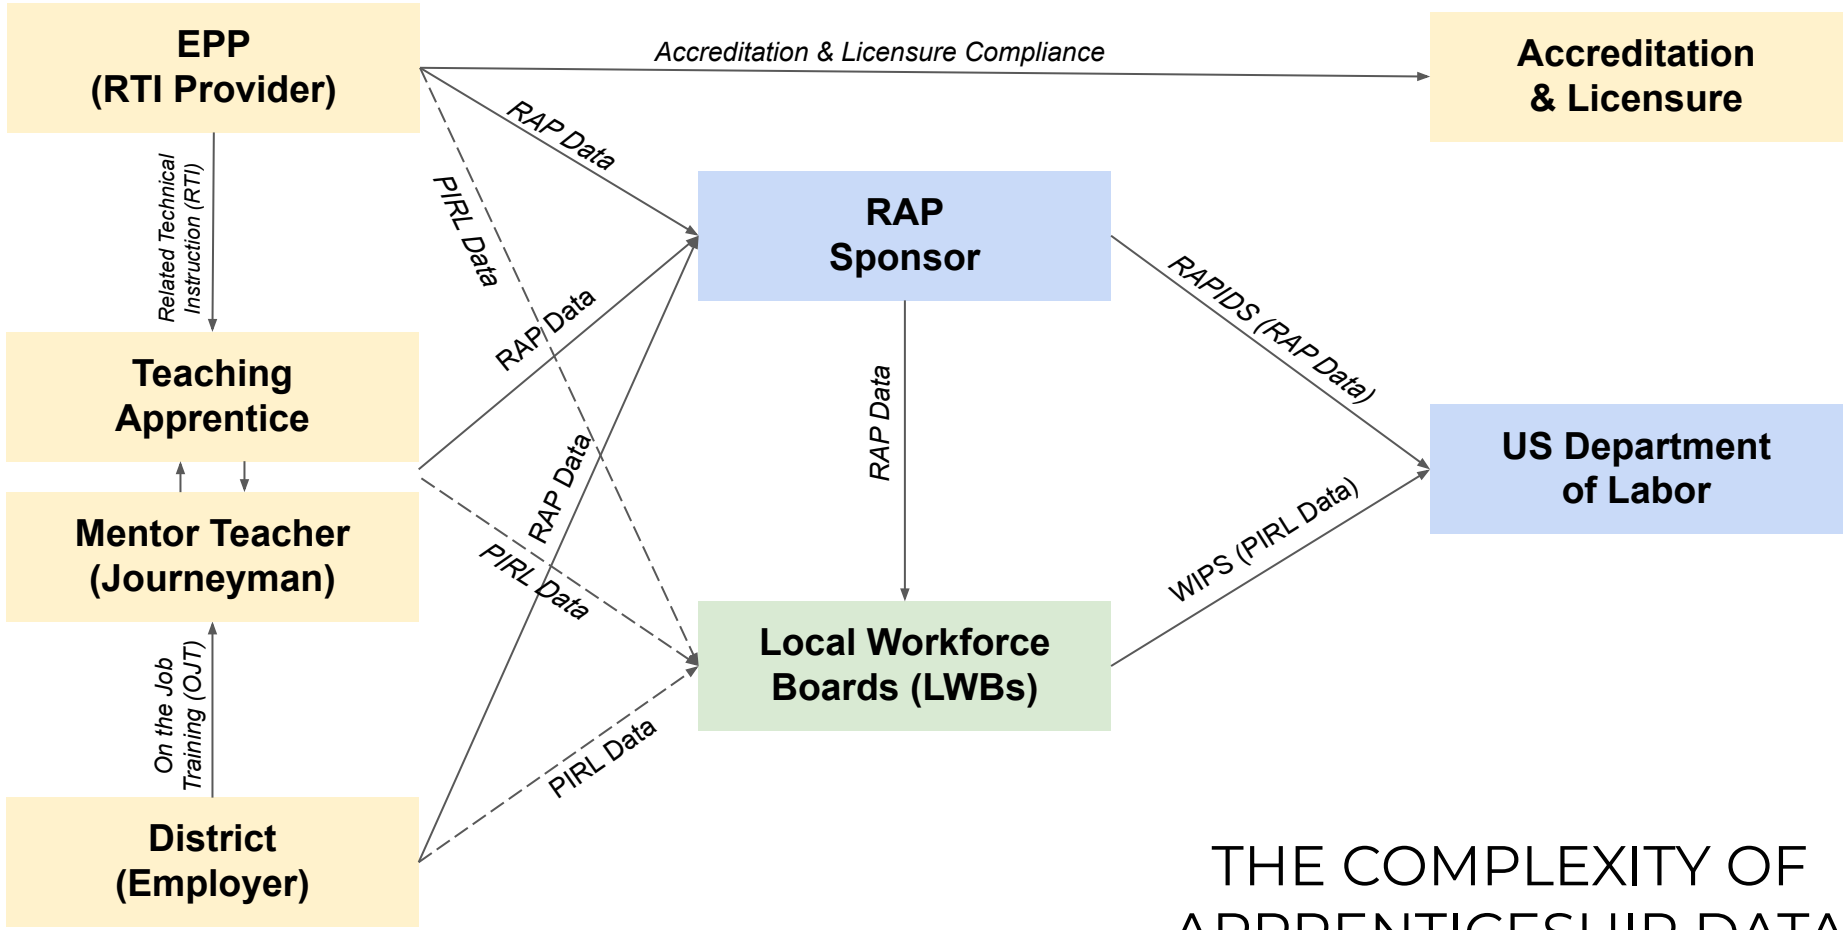 EPP
(RTI Provider)
Accreditation & Licensure Compliance
Accreditation
& Licensure
RAP Data
PIRL Data
Related Technical
Instruction (RTI)
RAP
Sponsor
RAPIDS (RAP Data)
RAP Data
Teaching
Apprentice
RAP Data
US Department
of Labor
RAP Data
Mentor Teacher
(Journeyman)
PIRL Data
WIPS (PIRL Data)
Local Workforce
Boards (LWBs)
On the Job
Training (OJT)
PIRL Data
District
(Employer)
THE COMPLEXITY OF
APPRENTICESHIP DATA